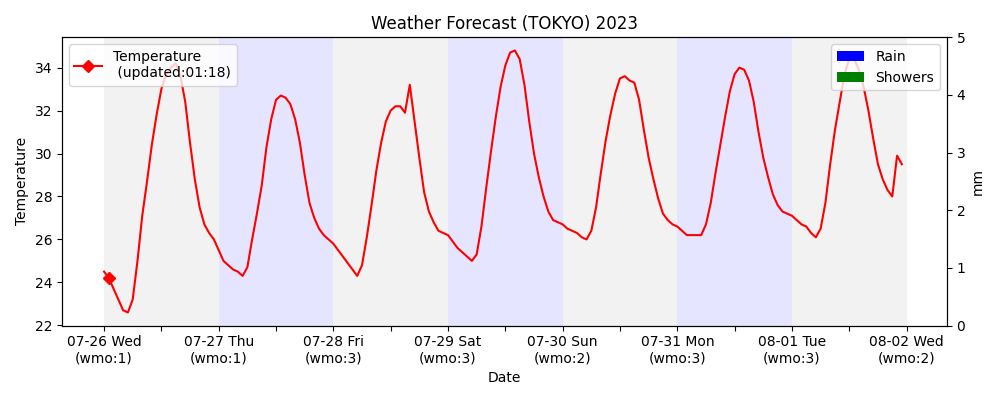 Weather Forecast (TOKYO) 2023
Temperature
(updated:01:18)
Rain
Showers
Temperature
34
32
30
28
26
24
22
5
4
3
2
1
0
mm
07-26 Wed 07-27 Thu 07-28 Fri 07-29 Sat 07-30 Sun 07-31 Mon 08-01 Tue 08-02 Wed
(wmo:1) (wmo:1) (wmo:3) (wmo:3) (wmo:2) (wmo:3) (wmo:3) (wmo:2)
Date